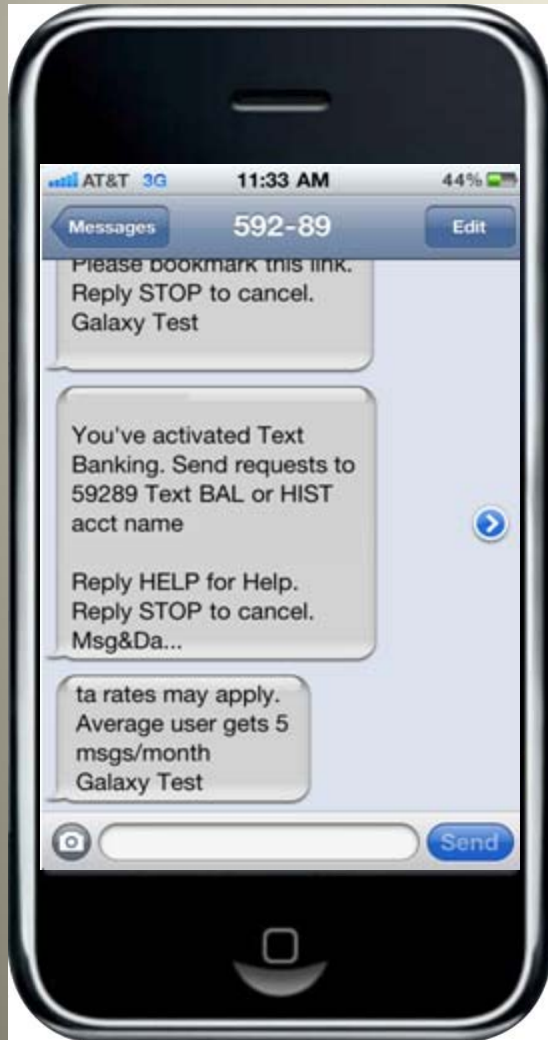 AT&T 3G 11:33 AM 44%
Messages 592-89 Edit
Please bookmark this link.
Reply STOP to cancel.
Galaxy Test
You've activated Text
Banking. Send requests to
59289 Text BAL or HIST
acct name
Reply HELP for Help.
Reply STOP to cancel.
Msg&Da...
ta rates may apply.
Average user gets 5
msgs/month
Galaxy Test
Send